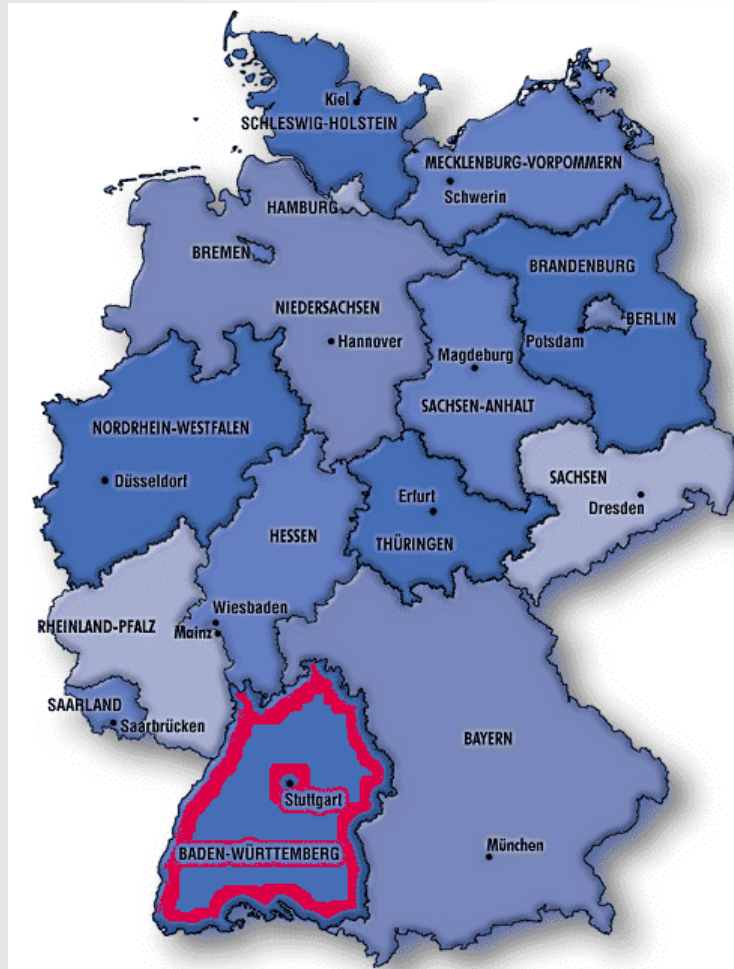 Kiel
SCHLESWIG-HOLSTEIN
MECKLENBURG-VORPOMMERN
Schwerin
HAMBURG
BREMEN
BRANDENBURG
NIEDERSACHSEN
BERLIN
Hannover
Potsdam
Magdeburg
SACHSEN-ANHALT
NORDRHEIN-WESTFALEN
Düsseldorf
SACHSEN
Erfurt
Dresden
HESSEN
THÜRINGEN
Wiesbaden
RHEINLAND-PFALZ
Mainz
SAARLAND
Saarbrücken
BAYERN
Stuttgart
München
BADEN-WÜRTTEMBERG